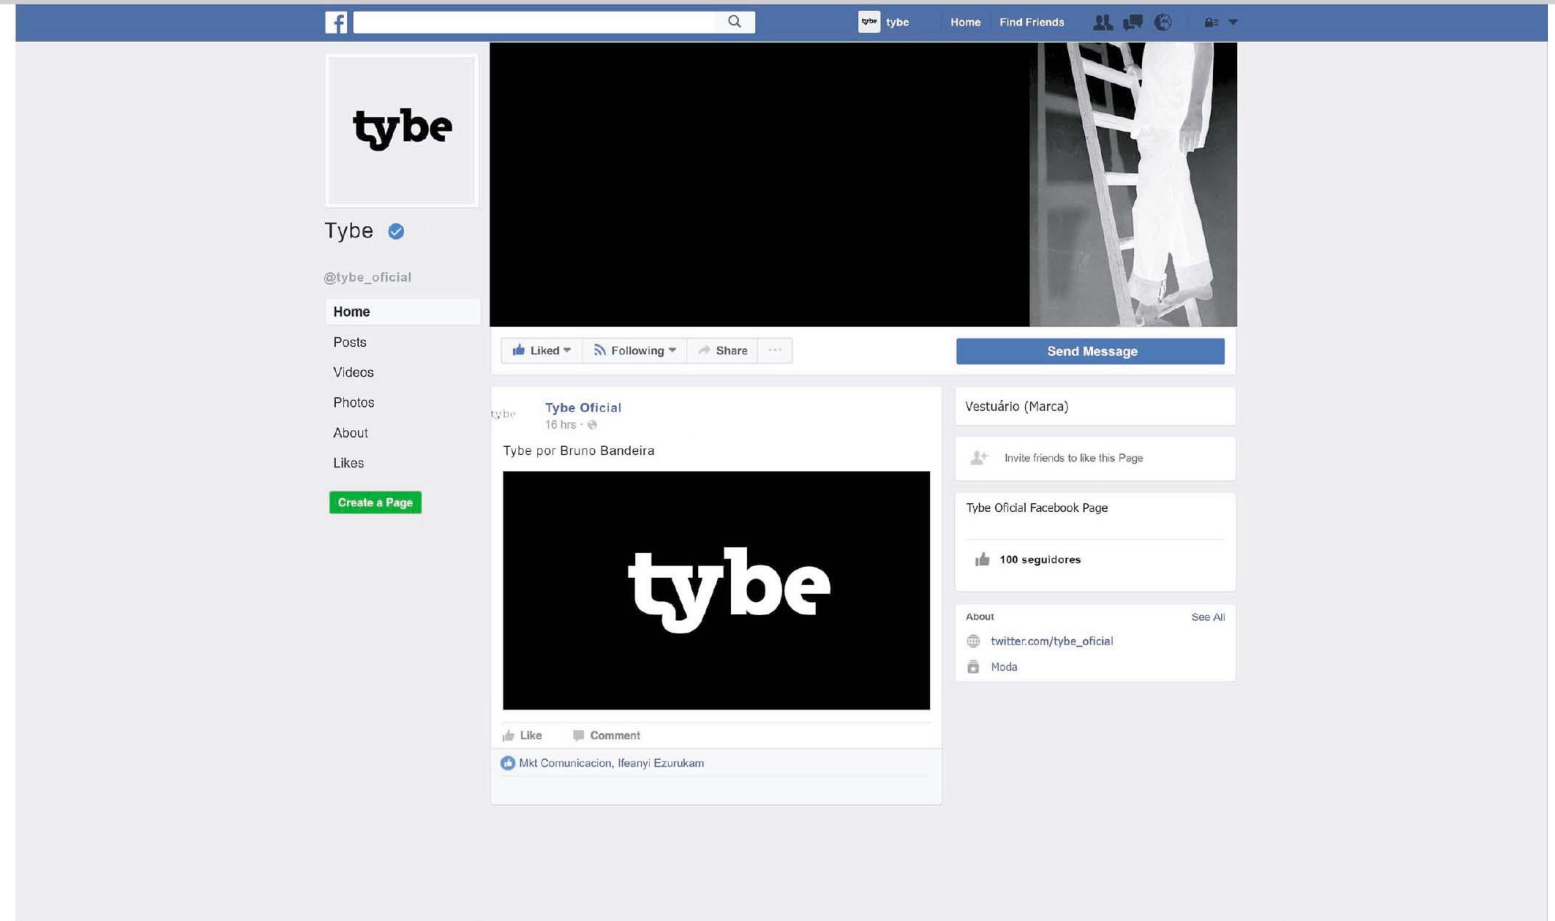 f
tybe tybe Home Find Friends
tybe
Tybe
@tybe_oficial
Home
Posts
Videos
Photos
About
Likes
Create a Page
Liked Following Share ...
Send Message
tybe
Tybe Oficial
16 hrs ·
Tybe por Bruno Bandeira
tybe
Like Comment
Mkt Comunicacion, Ifeanyi Ezurukam
Vestuário (Marca)
Invite friends to like this Page
Tybe Oficial Facebook Page
100 seguidores
About See All
twitter.com/tybe_oficial
Moda